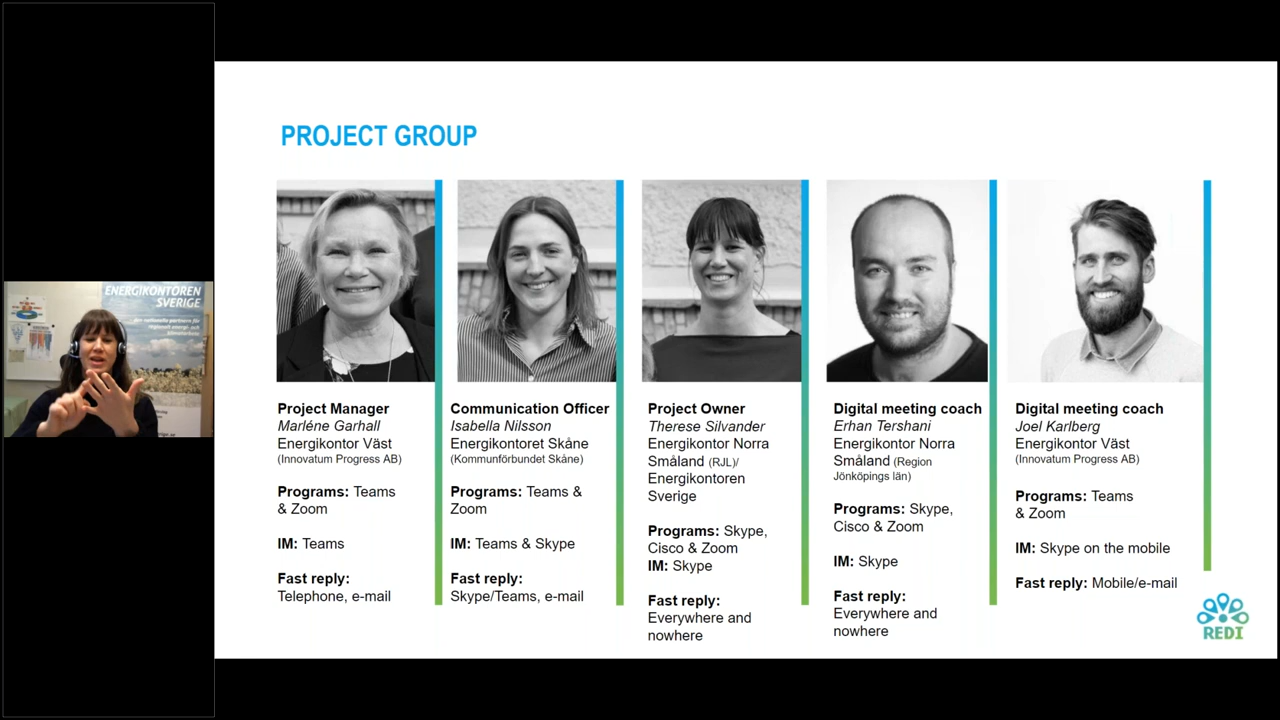 ENERGIKONTOREN
SVERIGE
PROJECT GROUP
Project Manager
Marléne Garhall
Energikontor Väst
(Innovatum Progress AB)
Programs: Teams
& Zoom
IM: Teams
Fast reply:
Telephone, e-mail
Communication Officer
Isabella Nilsson
Energikontoret Skåne
(Kommunförbundet Skåne)
Programs: Teams &
Zoom
IM: Teams & Skype
Fast reply:
Skype/Teams, e-mail
Project Owner
Therese Silvander
Energikontor Norra
Småland (RJL)/
Energikontoren
Sverige
Programs: Skype,
Cisco & Zoom
IM: Skype
Fast reply:
Everywhere and
nowhere
Digital meeting coach
Erhan Tershani
Energikontor Norra
Småland (Region
Jönköpings län)
Programs: Skype,
Cisco & Zoom
IM: Skype
Fast reply:
Everywhere and
nowhere
Digital meeting coach
Joel Karlberg
Energikontor Väst
(Innovatum Progress AB)
Programs: Teams
& Zoom
IM: Skype on the mobile
Fast reply: Mobile/e-mail
REDI